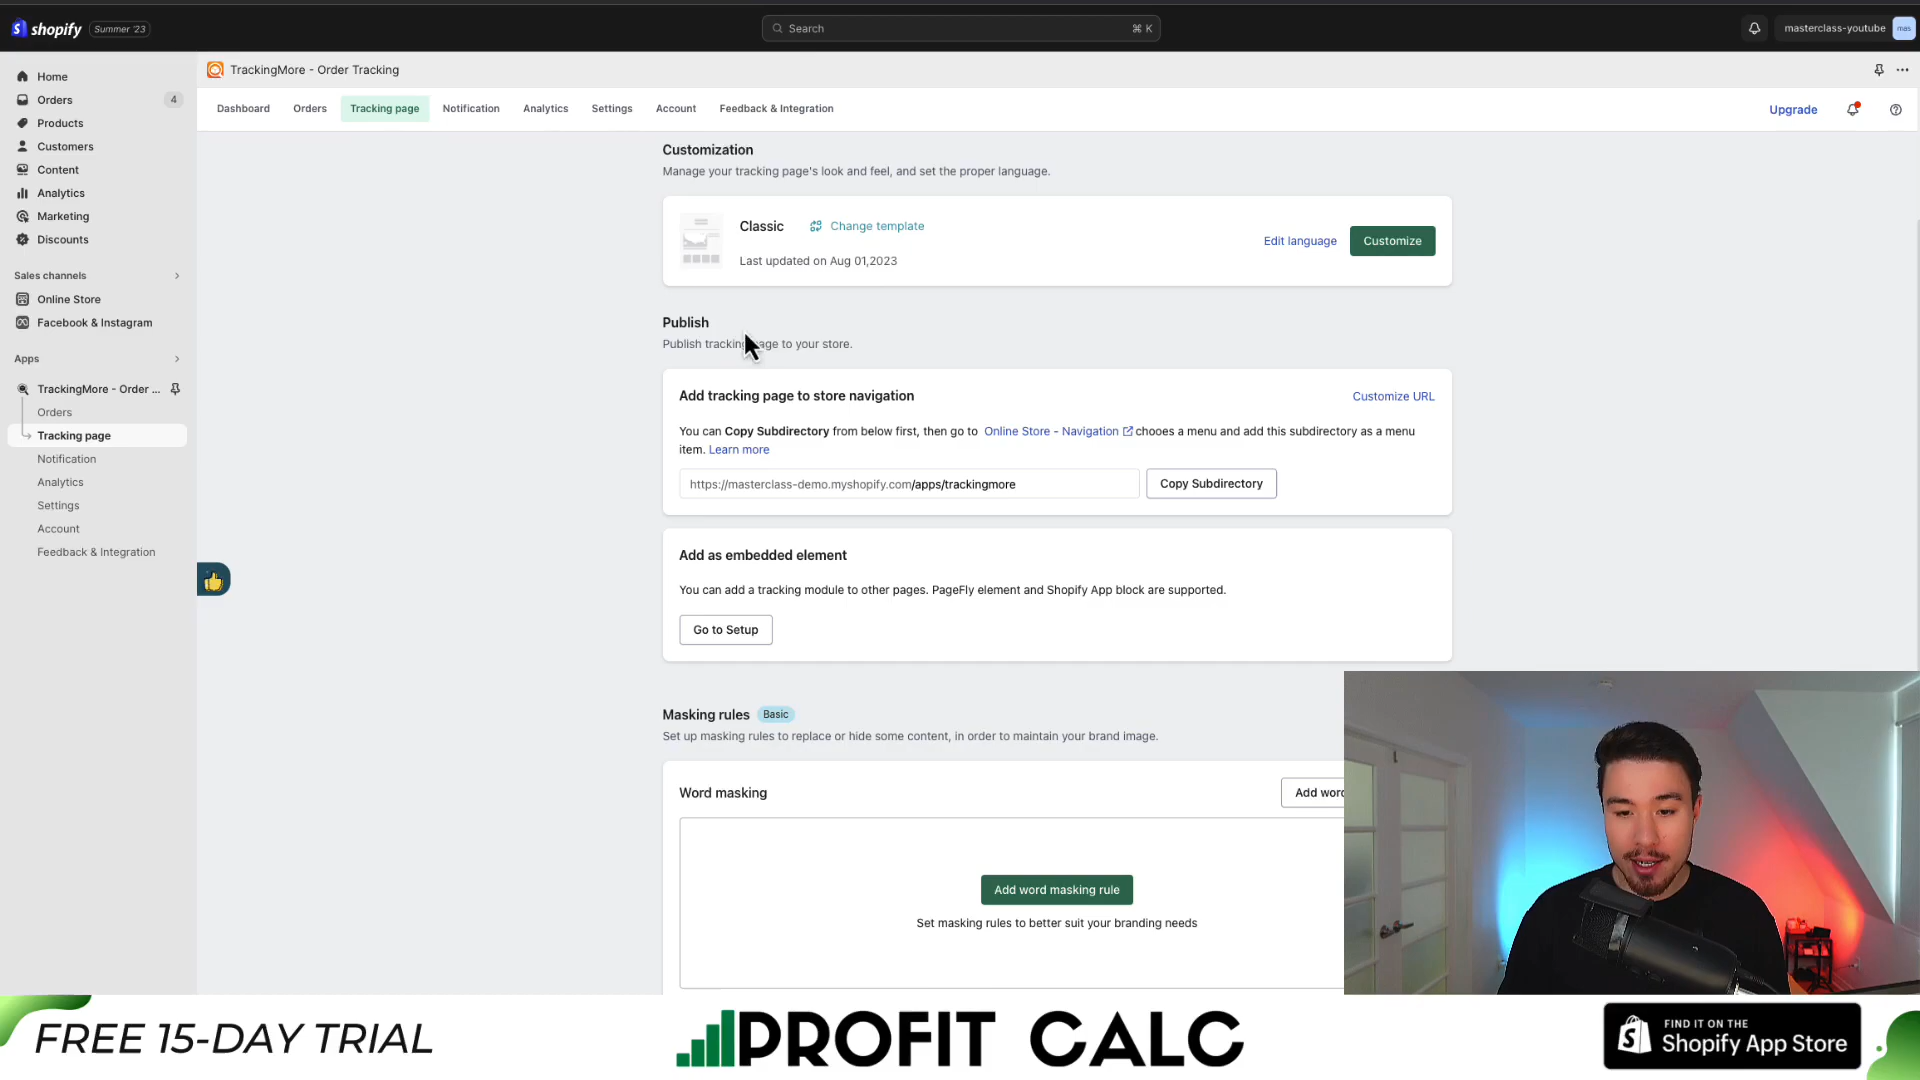 shopify
Summer '23
Search
⌘ K
masterclass-youtube
mas
Home
Orders
4
Products
Customers
Content
Analytics
Marketing
Discounts
Sales channels
Online Store
Facebook & Instagram
Apps
TrackingMore - Order ...
Orders
Tracking page
Notification
Analytics
Settings
Account
Feedback & Integration
TrackingMore - Order Tracking
Dashboard
Orders
Tracking page
Notification
Analytics
Settings
Account
Feedback & Integration
Upgrade
Customization
Manage your tracking page's look and feel, and set the proper language.
Classic
Change template
Last updated on Aug 01,2023
Edit language
Customize
Publish
Publish tracking page to your store.
Add tracking page to store navigation
Customize URL
You can Copy Subdirectory from below first, then go to Online Store - Navigation chooes a menu and add this subdirectory as a menu
item. Learn more
https://masterclass-demo.myshopify.com/apps/trackingmore
Copy Subdirectory
Add as embedded element
You can add a tracking module to other pages. PageFly element and Shopify App block are supported.
Go to Setup
Masking rules
Basic
Set up masking rules to replace or hide some content, in order to maintain your brand image.
Word masking
Add word
Add word masking rule
Set masking rules to better suit your branding needs
FREE 15-DAY TRIAL
PROFIT CALC
FIND IT ON THE
Shopify App Store